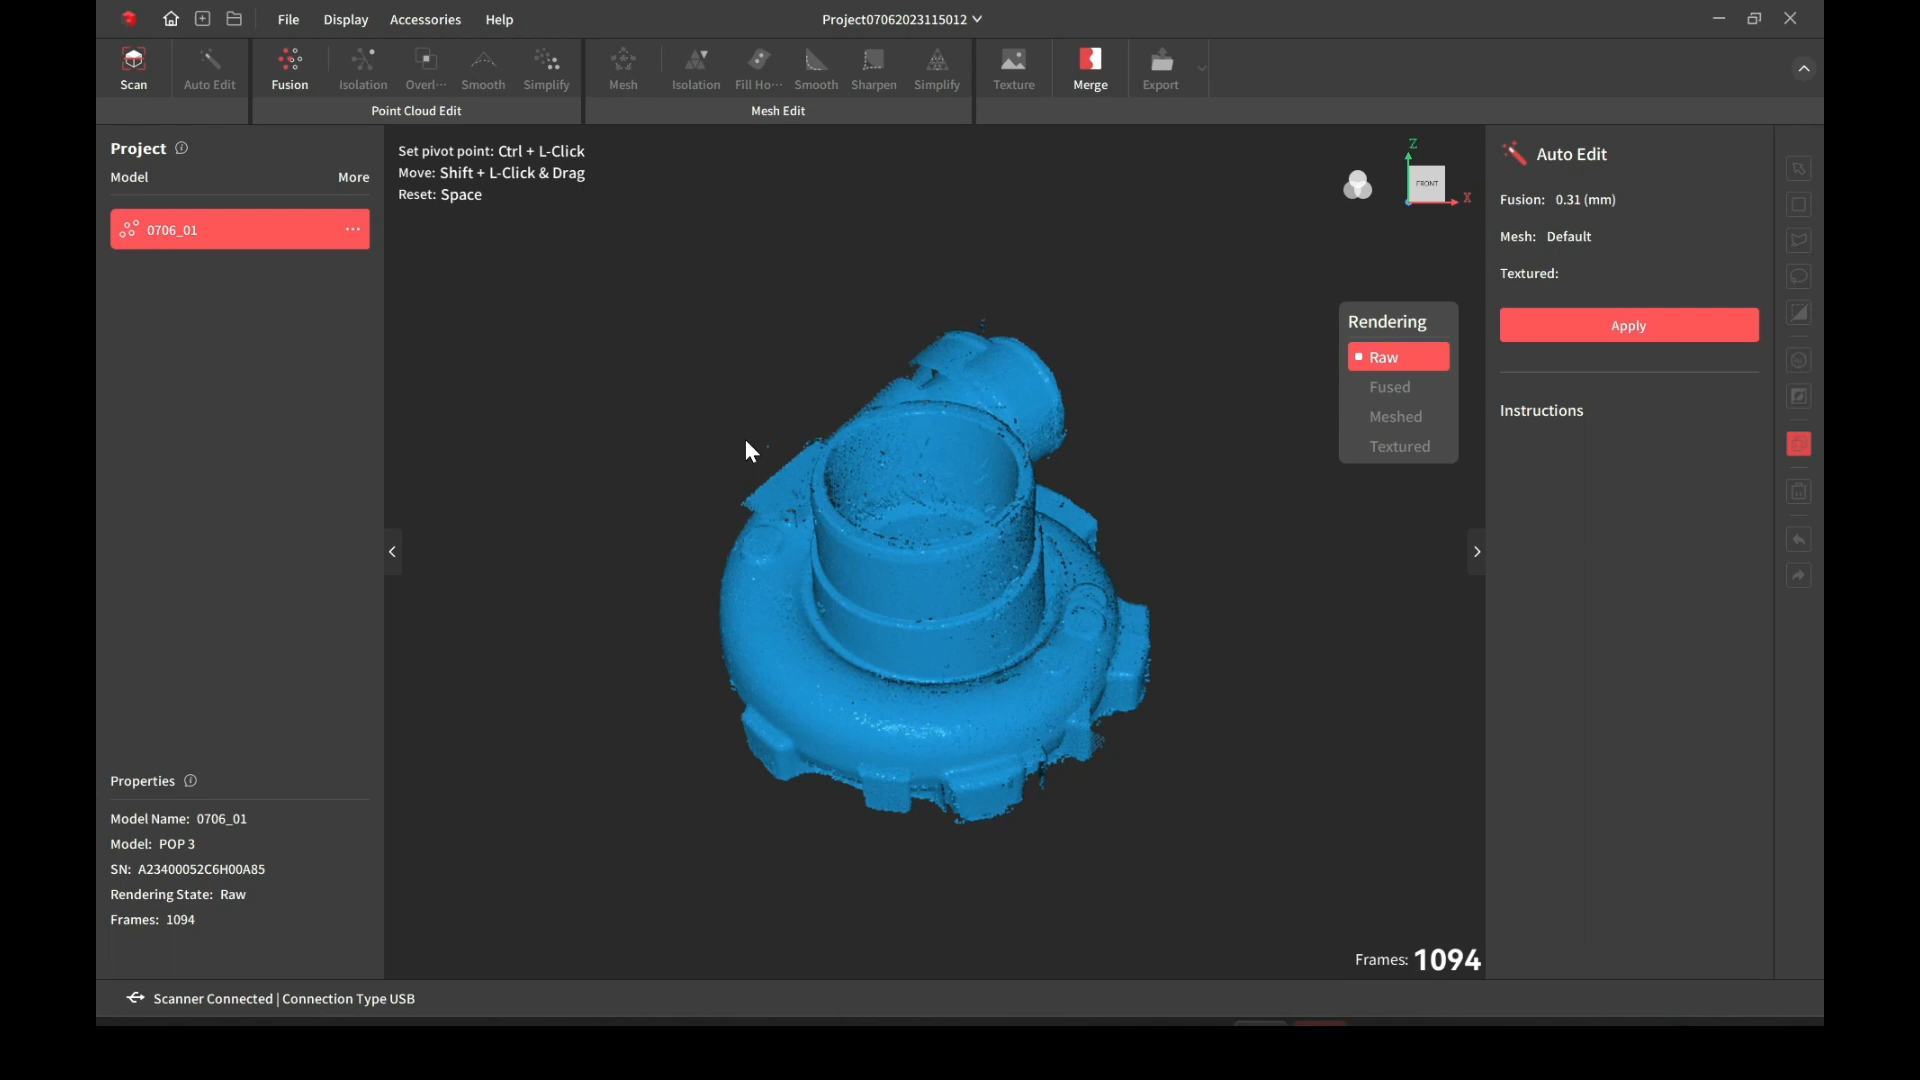 File Display Accessories Help
Project07062023115012
Scan Auto Edit Fusion Isolation Overl··· Smooth Simplify Mesh Isolation Fill Ho··· Smooth Sharpen Simplify Texture Merge Export
Point Cloud Edit Mesh Edit
Project
Model More
0706_01
Set pivot point: Ctrl + L-Click
Move: Shift + L-Click & Drag
Reset: Space
Z
FRONT
X
Rendering
Raw
Fused
Meshed
Textured
Auto Edit
Fusion: 0.31 (mm)
Mesh: Default
Textured:
Apply
Instructions
Properties
Model Name: 0706_01
Model: POP 3
SN: A23400052C6H00A85
Rendering State: Raw
Frames: 1094
Frames: 1094
Scanner Connected | Connection Type USB